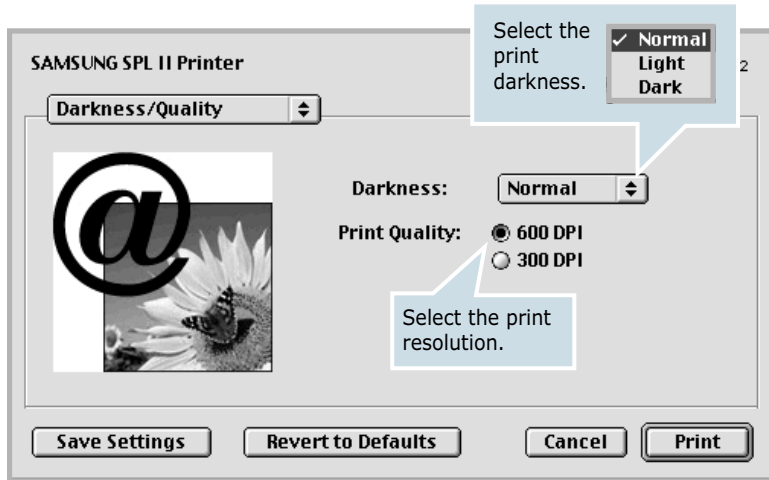 SAMSUNG SPL II Printer
2
Darkness/Quality
Select the
print
darkness.
✓ Normal
Light
Dark
@
Darkness:
Normal
Print Quality:
600 DPI
300 DPI
Select the print
resolution.
Save Settings
Revert to Defaults
Cancel
Print